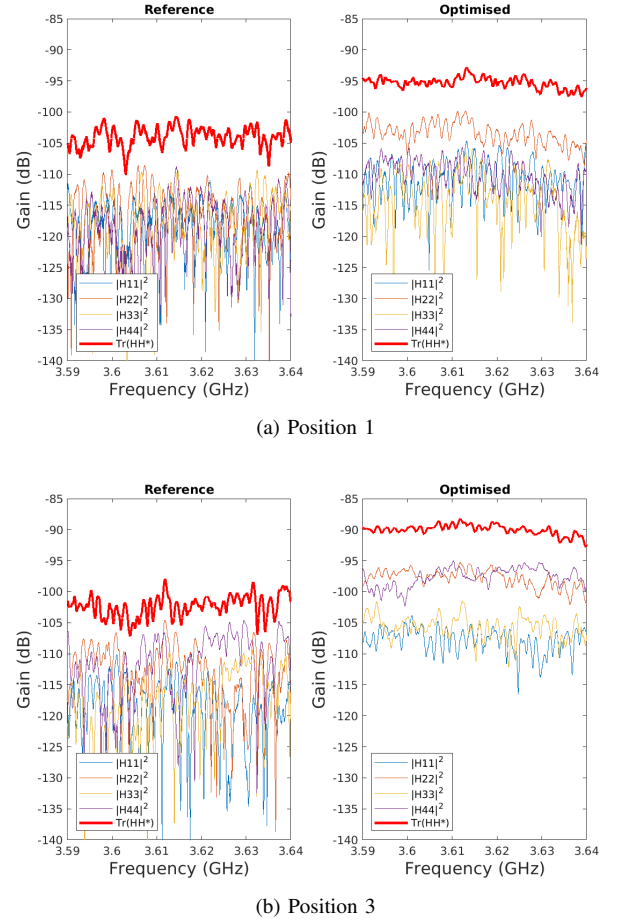 Reference
Optimised
-85
-90
-95
-100
-105
-110
-115
-120
-125
-130
-135
-140
Gain (dB)
|H11|²
|H22|²
|H33|²
|H44|²
Tr(HH*)
3.59 3.6 3.61 3.62 3.63 3.64
Frequency (GHz)
-85
-90
-95
-100
-105
-110
-115
-120
-125
-130
-135
-140
Gain (dB)
|H11|²
|H22|²
|H33|²
|H44|²
Tr(HH*)
3.59 3.6 3.61 3.62 3.63 3.64
Frequency (GHz)
(a) Position 1
Reference
Optimised
-85
-90
-95
-100
-105
-110
-115
-120
-125
-130
-135
-140
Gain (dB)
|H11|²
|H22|²
|H33|²
|H44|²
Tr(HH*)
3.59 3.6 3.61 3.62 3.63 3.64
Frequency (GHz)
-85
-90
-95
-100
-105
-110
-115
-120
-125
-130
-135
-140
Gain (dB)
|H11|²
|H22|²
|H33|²
|H44|²
Tr(HH*)
3.59 3.6 3.61 3.62 3.63 3.64
Frequency (GHz)
(b) Position 3